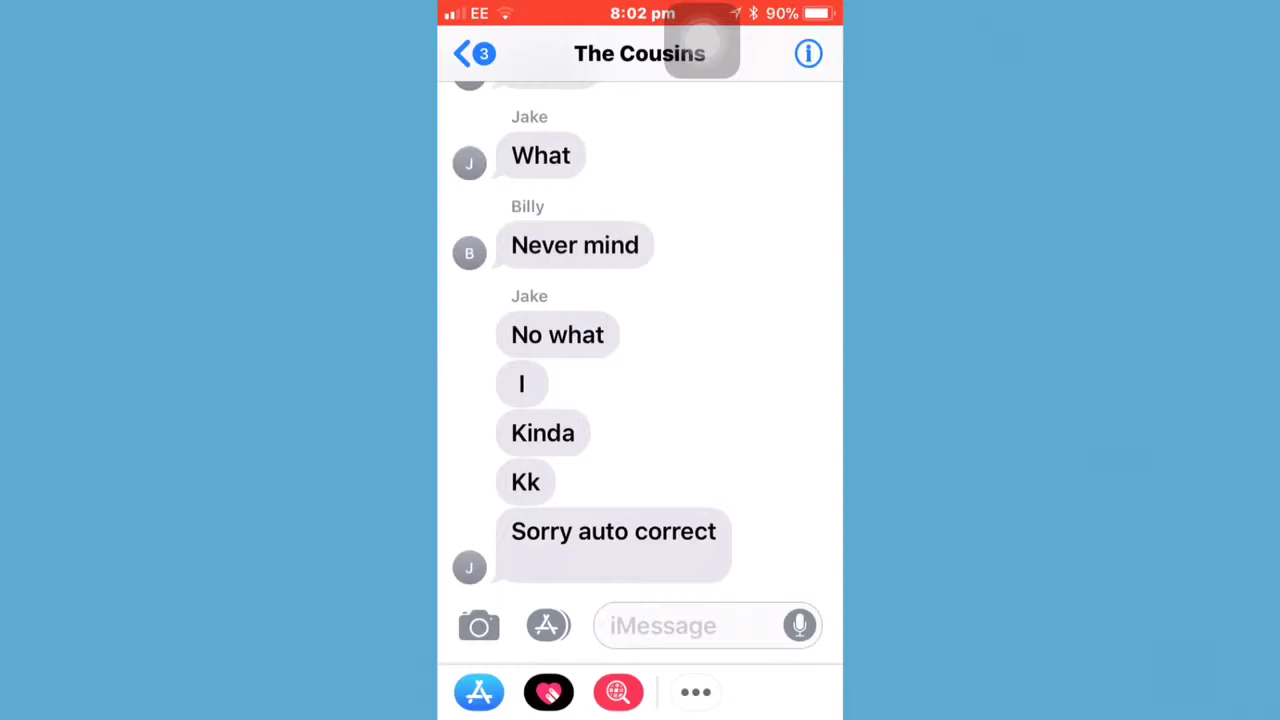 EE 8:02 pm 90%
3 The Cousins
Jake
J What
Billy
B Never mind
Jake
No what
I
Kinda
Kk
Sorry auto correct
J
iMessage